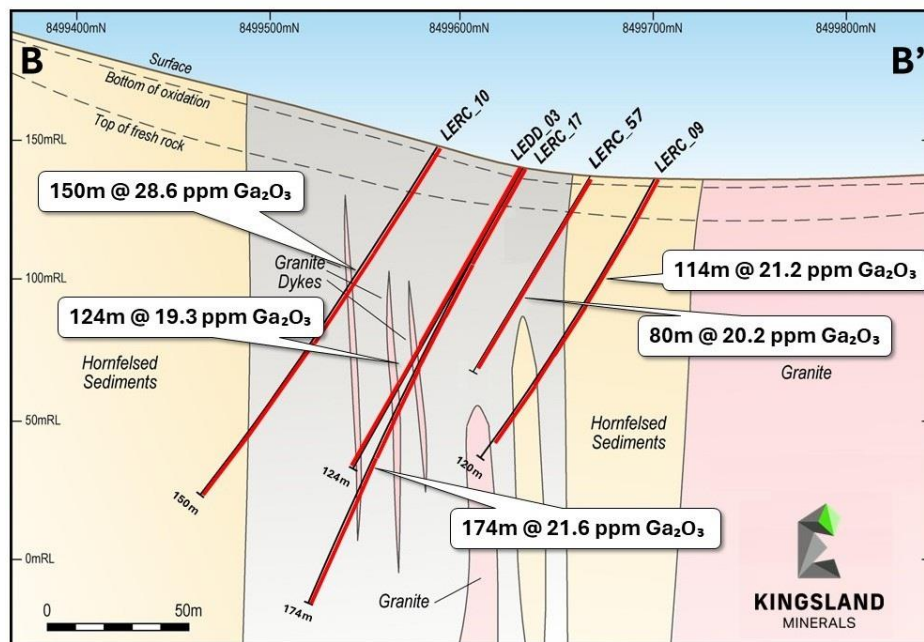 8499400mN
8499500mN
8499600mN
8499700mN
8499800mN
B
B'
Surface
Bottom of oxidation
Top of fresh rock
LERC_10
LEDD_03
LERC_17
LERC_57
LERC_09
150mRL
150m @ 28.6 ppm Ga₂O₃
100mRL
Granite
Dykes
114m @ 21.2 ppm Ga₂O₃
124m @ 19.3 ppm Ga₂O₃
80m @ 20.2 ppm Ga₂O₃
Hornfelsed
Sediments
Granite
50mRL
Hornfelsed
Sediments
124m
120m
150m
174m @ 21.6 ppm Ga₂O₃
0mRL
Granite
174m
0
50m
KINGSLAND
MINERALS